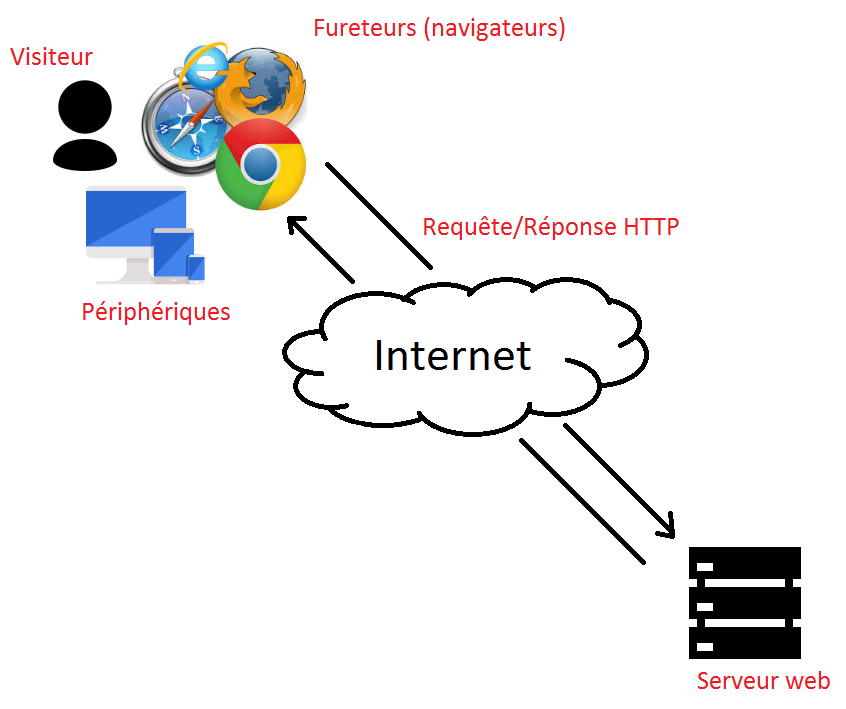 Fureteurs (navigateurs)
Visiteur
Requête/Réponse HTTP
Périphériques
Internet
Serveur web